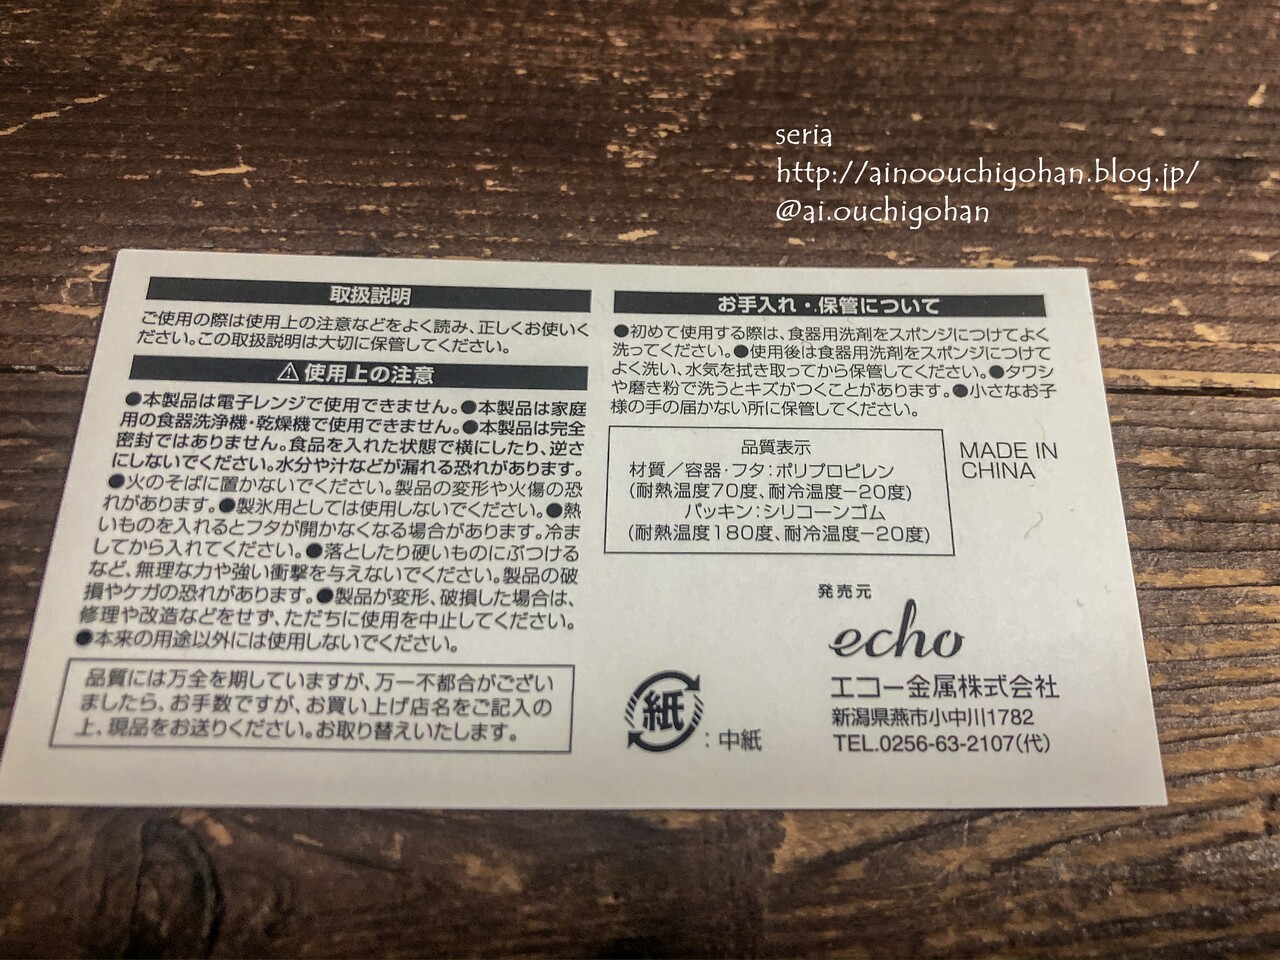 seria
http://ainoouchigohan.blog.jp/
@ai.ouchigohan
取扱説明
ご使用の際は使用上の注意などをよく読み、正しくお使いく
ださい。この取扱説明は大切に保管してください。
⚠使用上の注意
●本製品は電子レンジで使用できません。●本製品は家庭
用の食器洗浄機・乾燥機で使用できません。●本製品は完全
密封ではありません。食品を入れた状態で横にしたり、逆さ
にしないでください。水分や汁などが漏れる恐れがあります。
●火のそばに置かないでください。製品の変形や火傷の恐
れがあります。●製氷用としては使用しないでください。●熱
いものを入れるとフタが開かなくなる場合があります。冷ま
してから入れてください。●落としたり硬いものにぶつける
など、無理な力や強い衝撃を与えないでください。製品の破
損やケガの恐れがあります。●製品が変形、破損した場合は、
修理や改造などをせず、ただちに使用を中止してください。
●本来の用途以外には使用しないでください。
品質には万全を期していますが、万一不都合がござい
ましたら、お手数ですが、お買い上げ店名をご記入の
上、現品をお送りください。お取り替えいたします。
お手入れ・保管について
●初めて使用する際は、食器用洗剤をスポンジにつけてよく
洗ってください。●使用後は食器用洗剤をスポンジにつけて
よく洗い、水気を拭き取ってから保管してください。●タワシ
や磨き粉で洗うとキズがつくことがあります。●小さなお子
様の手の届かない所に保管してください。
品質表示
材質／容器・フタ：ポリプロピレン
（耐熱温度70度、耐冷温度−20度）
パッキン：シリコーンゴム
（耐熱温度180度、耐冷温度−20度）
MADE IN
CHINA
紙
：中紙
発売元
echo
エコー金属株式会社
新潟県燕市小中川1782
TEL.0256-63-2107（代）